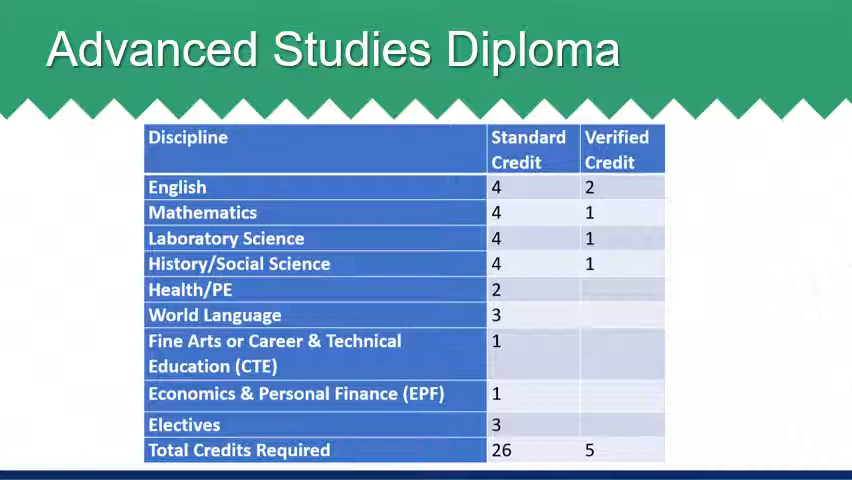 Advanced Studies Diploma
Discipline Standard Credit Verified Credit
English 4 2
Mathematics 4 1
Laboratory Science 4 1
History/Social Science 4 1
Health/PE 2
World Language 3
Fine Arts or Career & Technical Education (CTE) 1
Economics & Personal Finance (EPF) 1
Electives 3
Total Credits Required 26 5